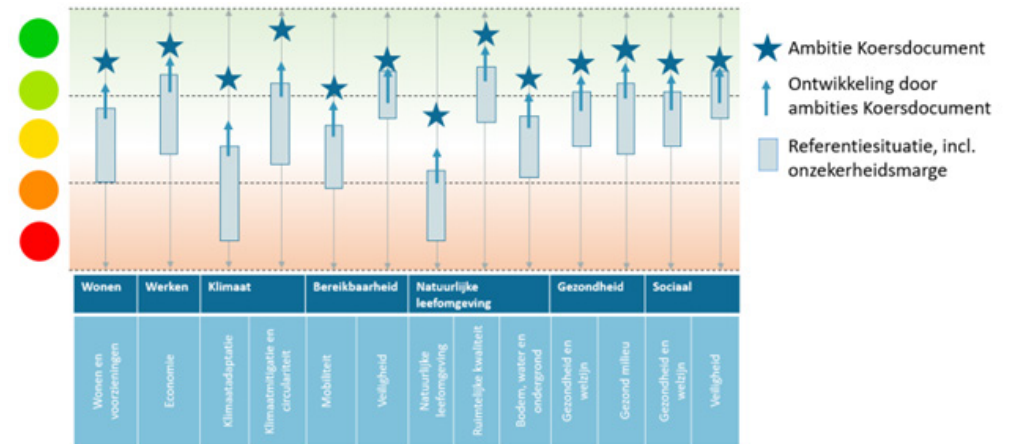 Ambitie Koersdocument
Ontwikkeling door
ambities Koersdocument
Referentiesituatie, incl.
onzekerheidsmarge
Wonen
Werken
Klimaat
Bereikbaarheid
Natuurlijke
leefomgeving
Gezondheid
Sociaal
Wonen en
voorzieningen
Economie
Klimaatadaptatie
Klimaatmitigatie en
circulariteit
Mobiliteit
Veiligheid
Natuurlijke
leefomgeving
Ruimtelijke kwaliteit
Bodem, water en
ondergrond
Gezondheid en
welzijn
Gezond milieu
Gezondheid en
welzijn
Veiligheid